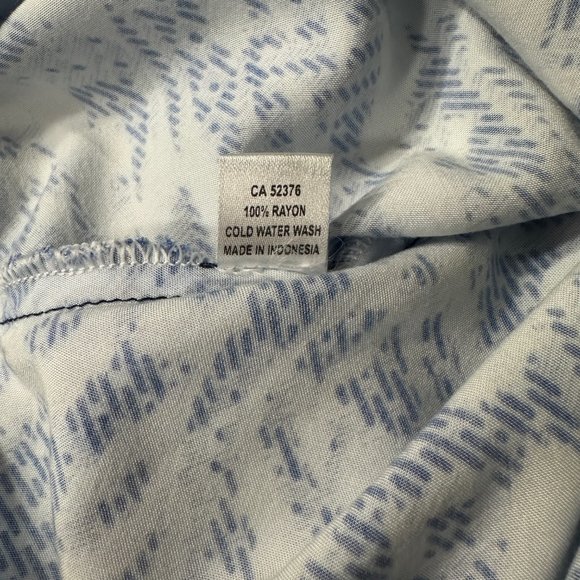 CA 52376
100% RAYON
COLD WATER WASH
MADE IN INDONESIA